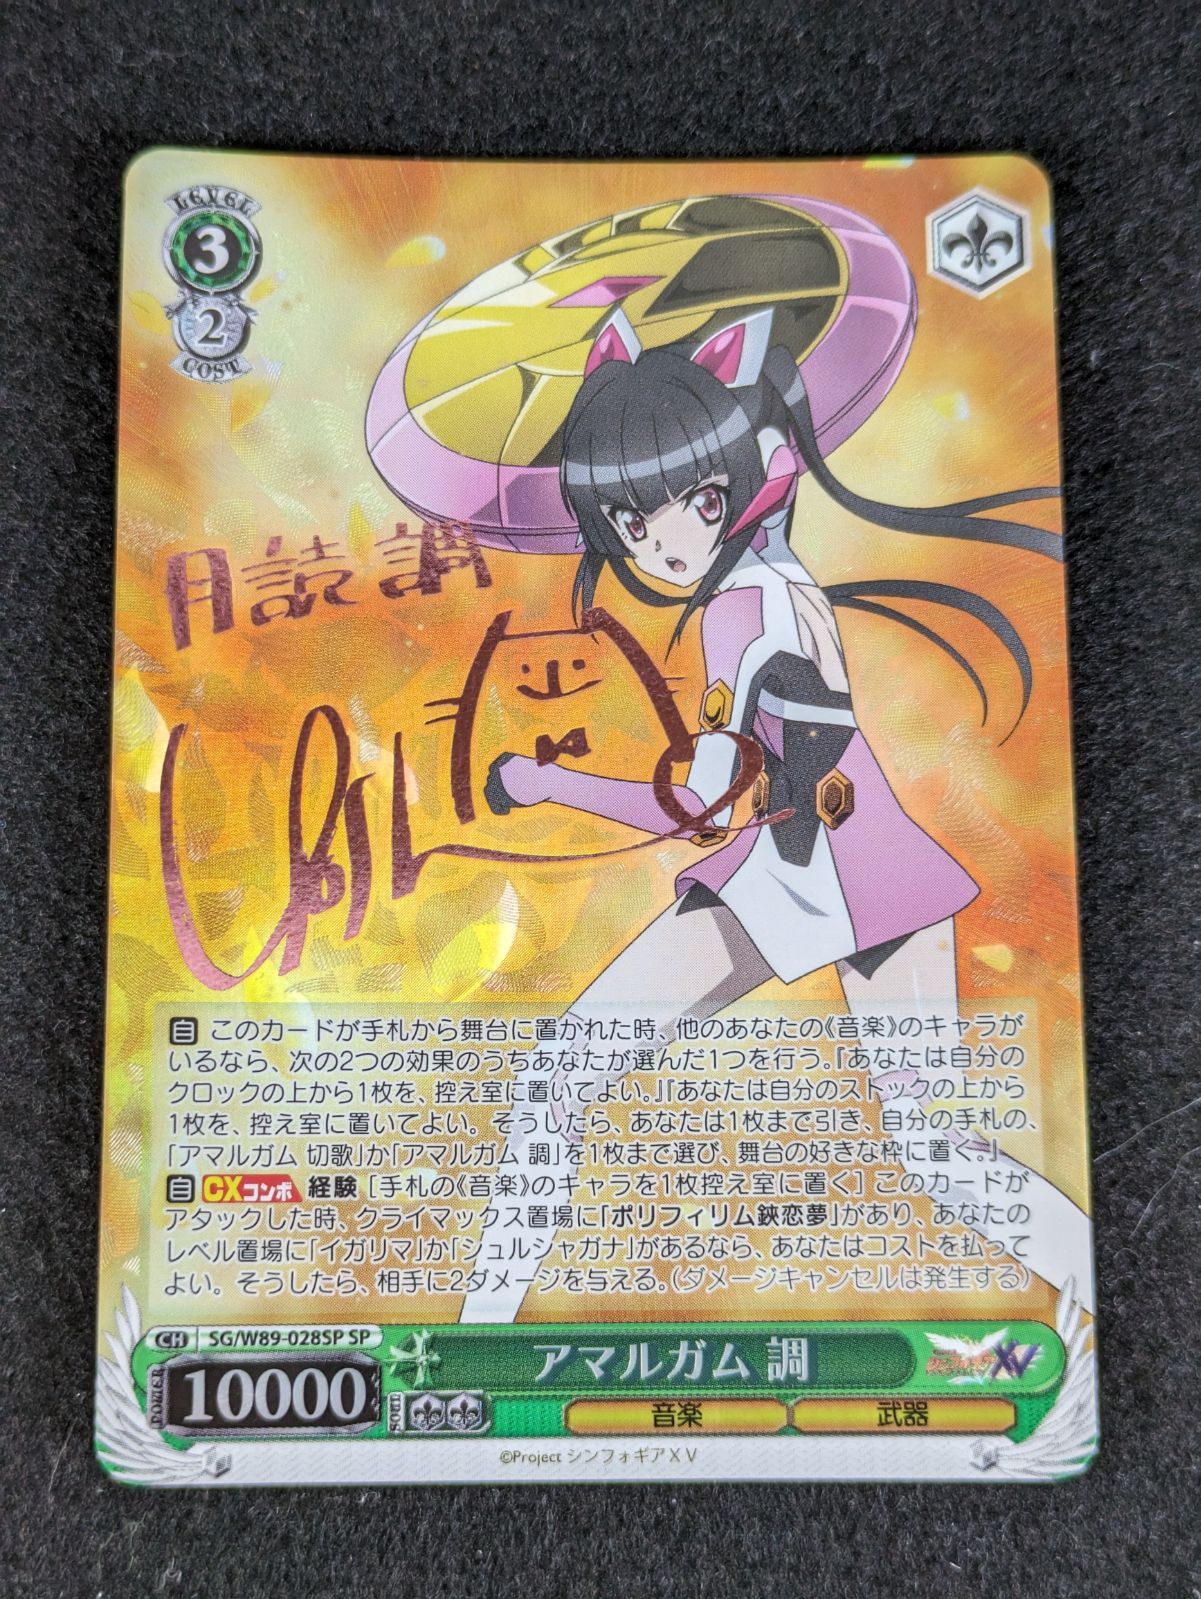 LEVEL
3
2
COST
月読調
自 このカードが手札から舞台に置かれた時、他のあなたの《音楽》のキャラが
いるなら、次の2つの効果のうちあなたが選んだ1つを行う。『あなたは自分の
クロックの上から1枚を、控え室に置いてよい。』『あなたは自分のストックの上から
1枚を、控え室に置いてよい。そうしたら、あなたは1枚まで引き、自分の手札の、
「アマルガム 切歌」か「アマルガム 調」を1枚まで選び、舞台の好きな枠に置く。』
自 CXコンボ 経験 [手札の《音楽》のキャラを1枚控え室に置く] このカードが
アタックした時、クライマックス置場に「ポリフィリム鋏恋夢」があり、あなたの
レベル置場に「イガリマ」か「シュルシャガナ」があるなら、あなたはコストを払って
よい。そうしたら、相手に2ダメージを与える。（ダメージキャンセルは発生する）
CH SG/W89-028SP SP
アマルガム 調
XV
POWER 10000
SOUL
音楽 武器
©Project シンフォギアＸＶ